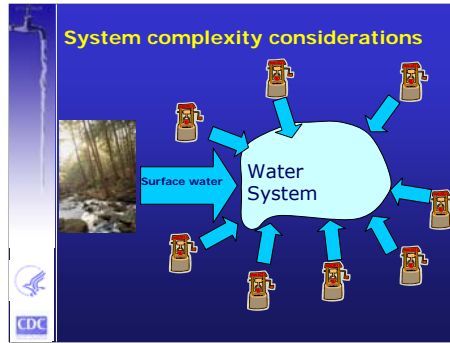 System complexity considerations
Surface water
Water
System
CDC